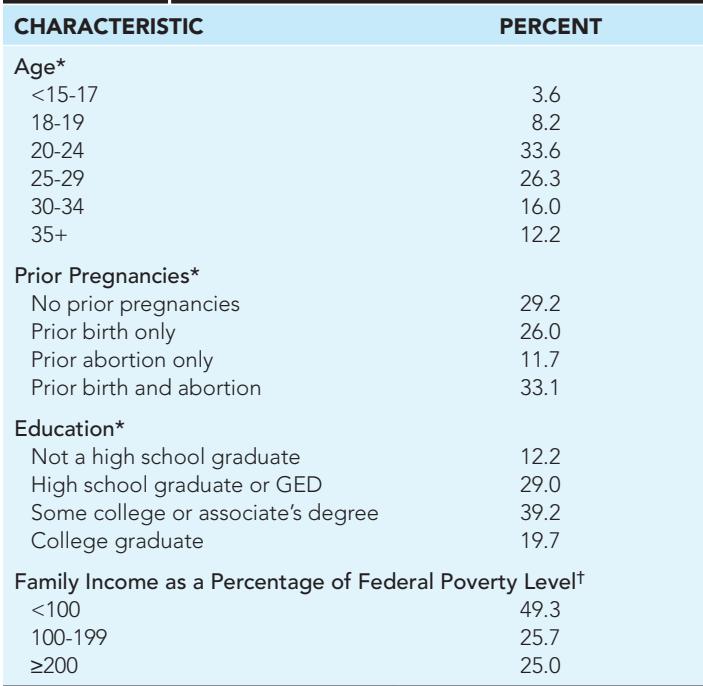 CHARACTERISTIC PERCENT
Age*
<15-17 3.6
18-19 8.2
20-24 33.6
25-29 26.3
30-34 16.0
35+ 12.2
Prior Pregnancies*
No prior pregnancies 29.2
Prior birth only 26.0
Prior abortion only 11.7
Prior birth and abortion 33.1
Education*
Not a high school graduate 12.2
High school graduate or GED 29.0
Some college or associate’s degree 39.2
College graduate 19.7
Family Income as a Percentage of Federal Poverty Level†
<100 49.3
100-199 25.7
≥200 25.0